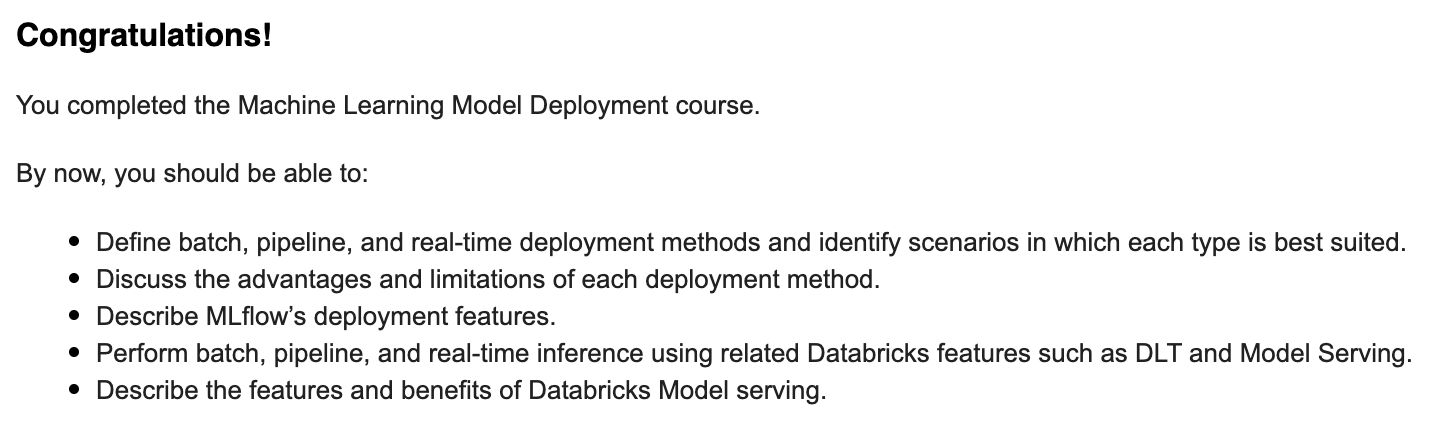 Congratulations!
You completed the Machine Learning Model Deployment course.
By now, you should be able to:
• Define batch, pipeline, and real-time deployment methods and identify scenarios in which each type is best suited.
• Discuss the advantages and limitations of each deployment method.
• Describe MLflow’s deployment features.
• Perform batch, pipeline, and real-time inference using related Databricks features such as DLT and Model Serving.
• Describe the features and benefits of Databricks Model serving.